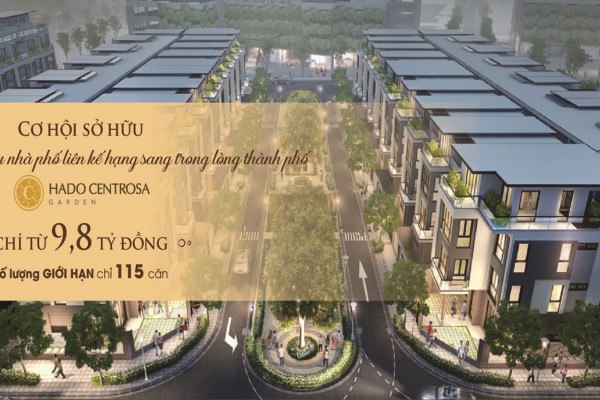 CƠ HỘI SỞ HỮU
nhà phố liên kế hạng sang trong lòng thành phố
HADO CENTROSA
GARDEN
CHỈ TỪ 9,8 TỶ ĐỒNG
lượng GIỚI HẠN chỉ 115 căn